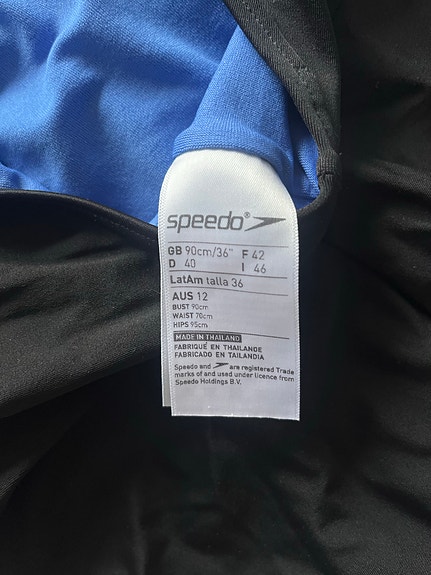 speedo®
GB 90cm/36" F 42
D 40 I 46
LatAm talla 36
AUS 12
BUST 90cm
WAIST 70cm
HIPS 95cm
MADE IN THAILAND
FABRIQUÉ EN THAILANDE
FABRICADO EN TAILANDIA
Speedo and are registered Trade
marks of and used under licence from
Speedo Holdings B.V.